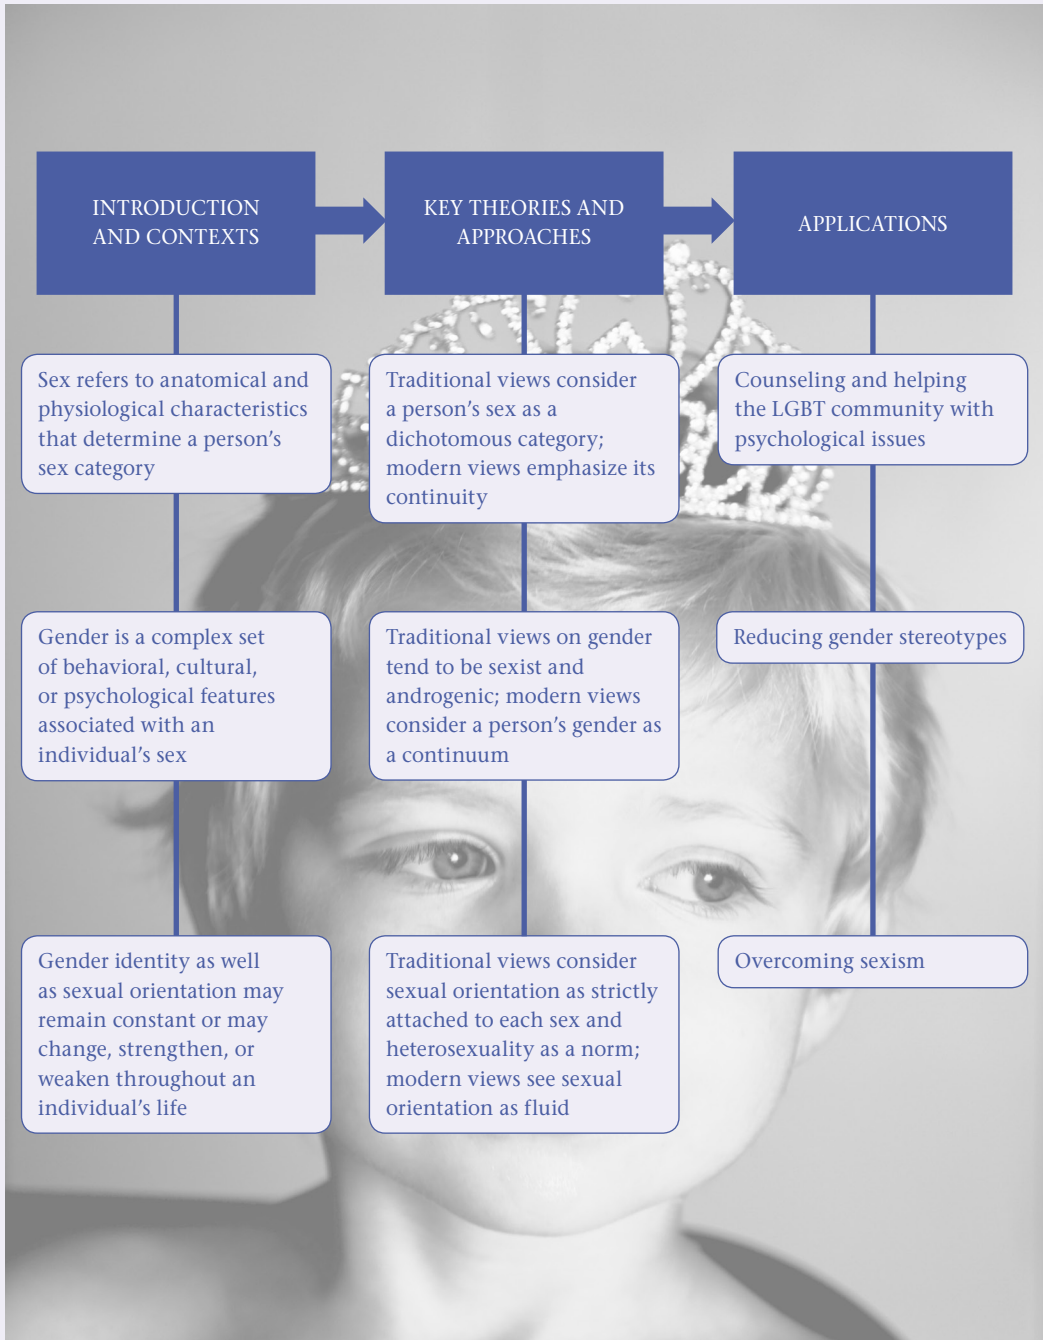 INTRODUCTION
AND CONTEXTS
KEY THEORIES AND
APPROACHES
APPLICATIONS
Sex refers to anatomical and
physiological characteristics
that determine a person’s
sex category
Traditional views consider
a person’s sex as a
dichotomous category;
modern views emphasize its
continuity
Counseling and helping
the LGBT community with
psychological issues
Gender is a complex set
of behavioral, cultural,
or psychological features
associated with an
individual’s sex
Traditional views on gender
tend to be sexist and
androgenic; modern views
consider a person’s gender as
a continuum
Reducing gender stereotypes
Gender identity as well
as sexual orientation may
remain constant or may
change, strengthen, or
weaken throughout an
individual’s life
Traditional views consider
sexual orientation as strictly
attached to each sex and
heterosexuality as a norm;
modern views see sexual
orientation as fluid
Overcoming sexism